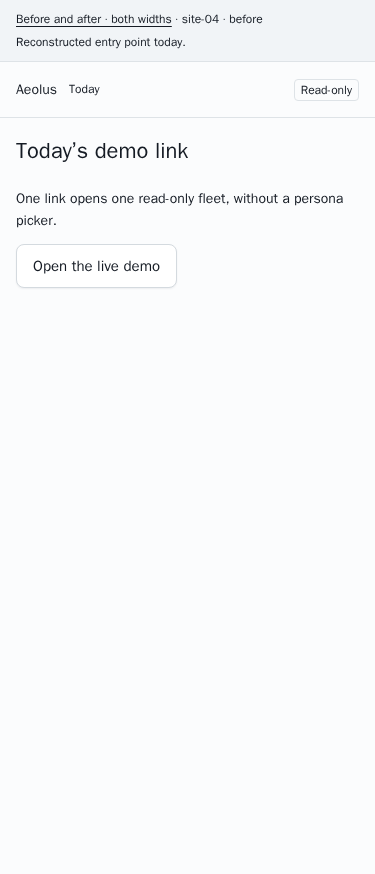 Before and after · both widths · site-04 · before
Reconstructed entry point today.
Aeolus Today Read-only
Today’s demo link
One link opens one read-only fleet, without a persona
picker.
Open the live demo